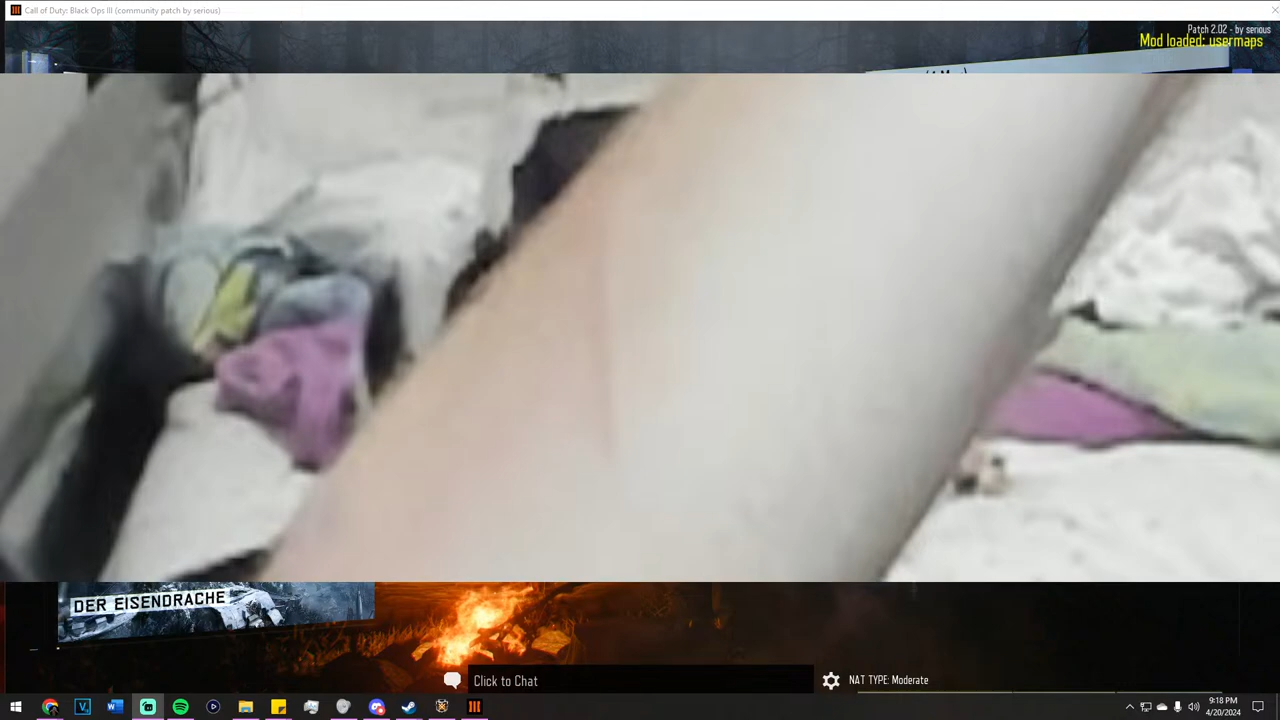 Call of Duty: Black Ops III (community patch by serious)
Patch 2.02 - by serious
Mod loaded: usermaps
DER EISENDRACHE
Click to Chat
NAT TYPE: Moderate
9:18 PM
4/20/2024